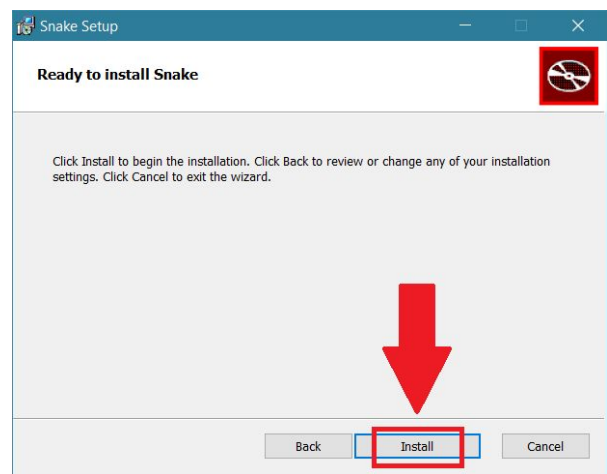 Snake Setup
Ready to install Snake
Click Install to begin the installation. Click Back to review or change any of your installation
settings. Click Cancel to exit the wizard.
Back Install Cancel